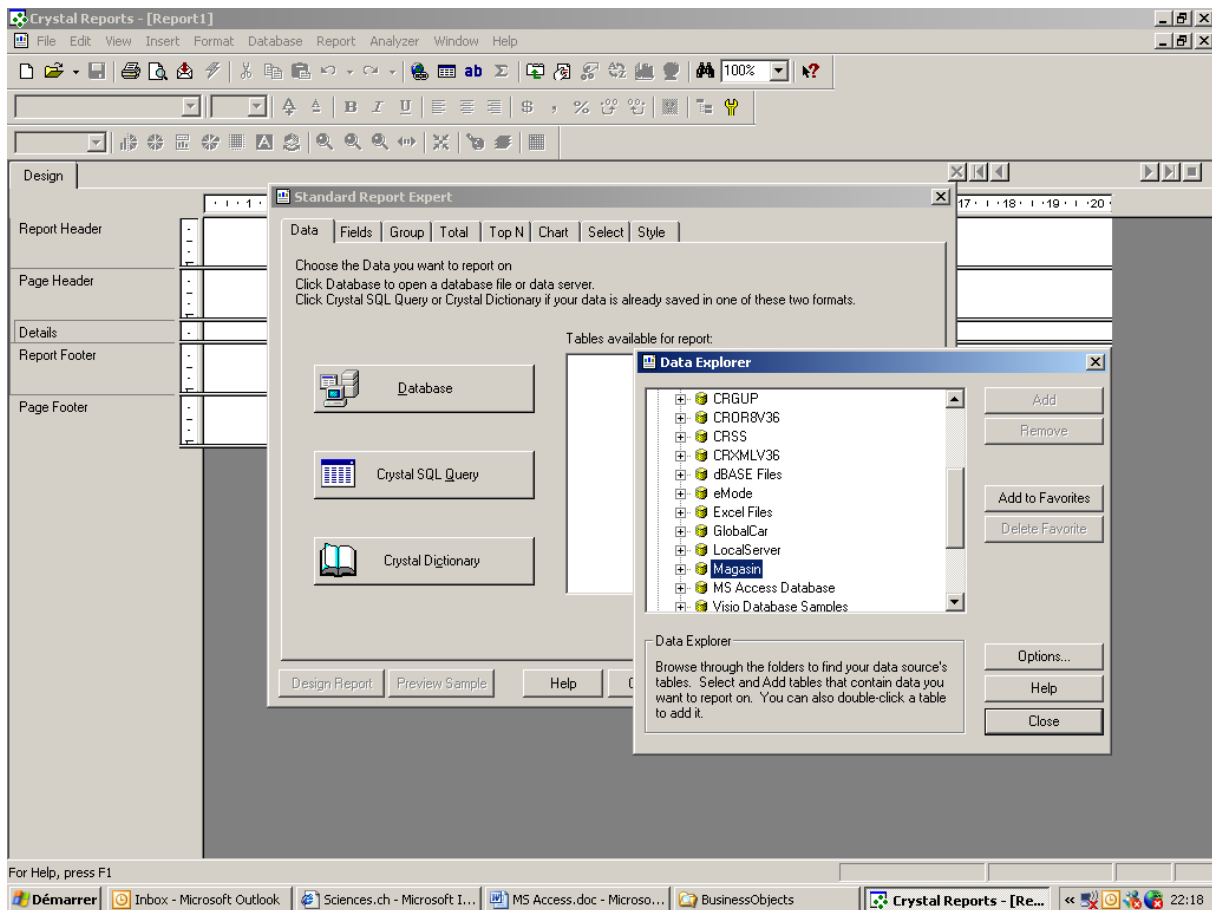 Crystal Reports - [Report1]
File Edit View Insert Format Database Report Analyzer Window Help
ab Σ 100%
B I U $ , %
A
Design
1 17 18 19 20
Report Header
Page Header
Details
Report Footer
Page Footer
Standard Report Expert
Data Fields Group Total Top N Chart Select Style
Choose the Data you want to report on
Click Database to open a database file or data server.
Click Crystal SQL Query or Crystal Dictionary if your data is already saved in one of these two formats.
Tables available for report:
Database
Crystal SQL Query
Crystal Dictionary
Design Report Preview Sample Help
Data Explorer
CRGUP
CROR8V36
CRSS
CRXMLV36
dBASE Files
eMode
Excel Files
GlobalCar
LocalServer
Magasin
MS Access Database
Visio Database Samples
Add
Remove
Add to Favorites
Delete Favorite
Data Explorer
Browse through the folders to find your data source's
tables. Select and Add tables that contain data you
want to report on. You can also double-click a table
to add it.
Options...
Help
Close
For Help, press F1
Démarrer Inbox - Microsoft Outlook Sciences.ch - Microsoft I... MS Access.doc - Microso... BusinessObjects Crystal Reports - [Re... « 22:18